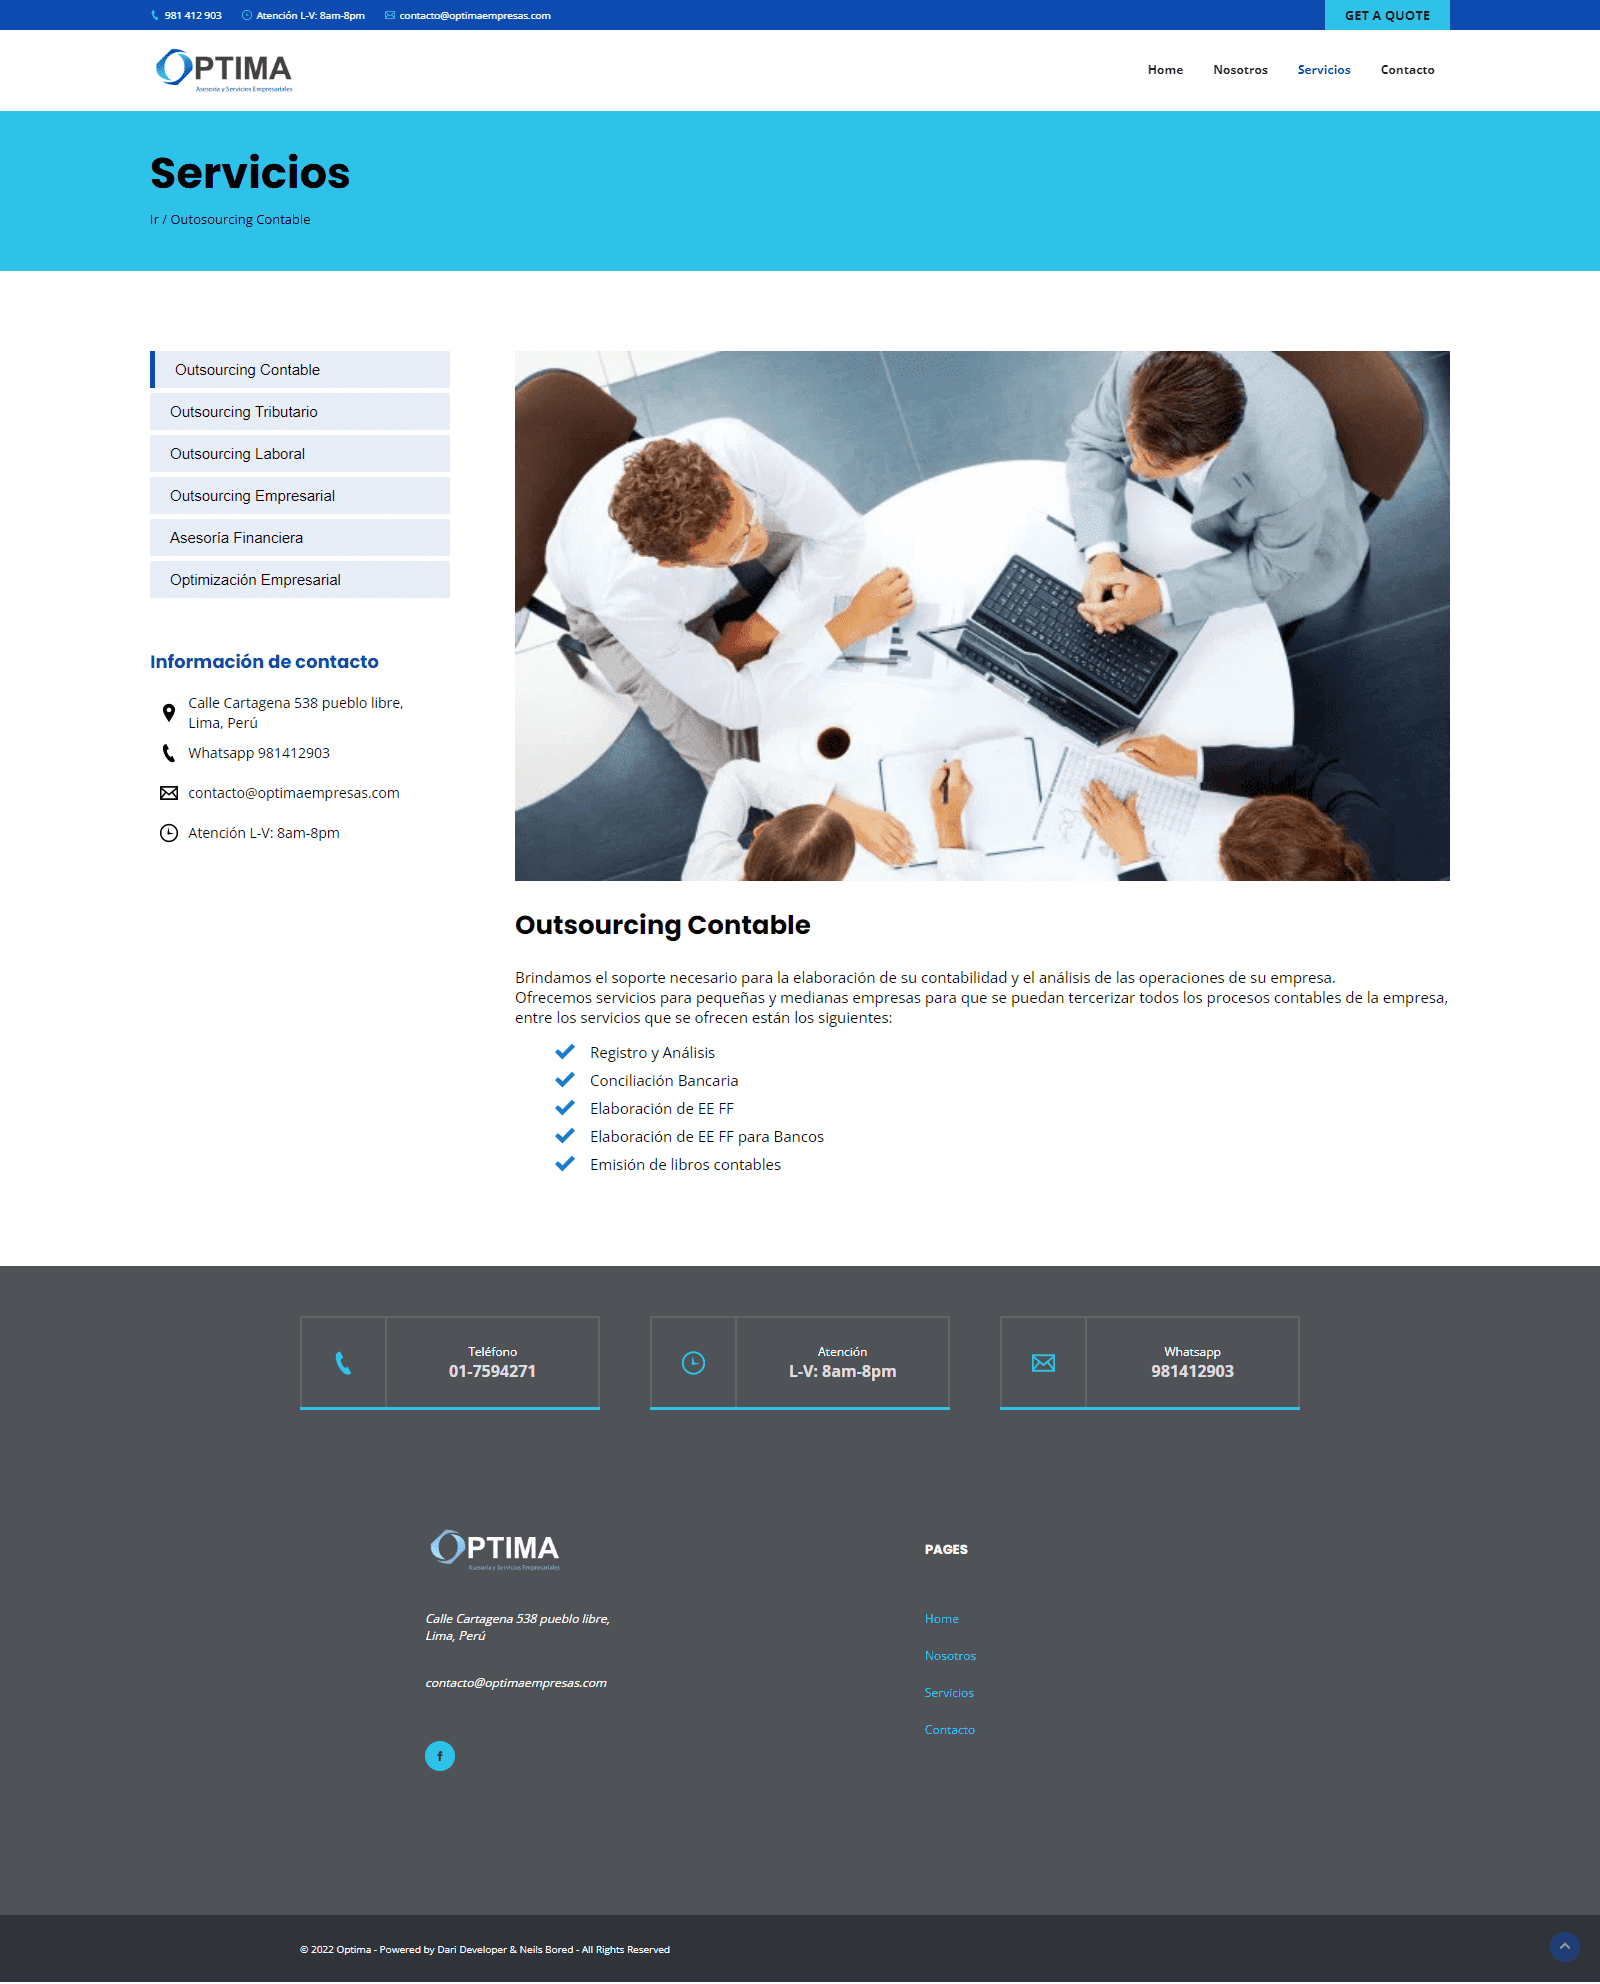 981 412 903
Atención L-V: 8am-8pm
contacto@optimaempresas.com
GET A QUOTE
OPTIMA
Asesoría y Servicios Empresariales
Home
Nosotros
Servicios
Contacto
Servicios
Ir / Outosourcing Contable
Outsourcing Contable
Outsourcing Tributario
Outsourcing Laboral
Outsourcing Empresarial
Asesoría Financiera
Optimización Empresarial
Información de contacto
Calle Cartagena 538 pueblo libre,
Lima, Perú
Whatsapp 981412903
contacto@optimaempresas.com
Atención L-V: 8am-8pm
Outsourcing Contable
Brindamos el soporte necesario para la elaboración de su contabilidad y el análisis de las operaciones de su empresa.
Ofrecemos servicios para pequeñas y medianas empresas para que se puedan tercerizar todos los procesos contables de la empresa,
entre los servicios que se ofrecen están los siguientes:
Registro y Análisis
Conciliación Bancaria
Elaboración de EE FF
Elaboración de EE FF para Bancos
Emisión de libros contables
Teléfono
01-7594271
Atención
L-V: 8am-8pm
Whatsapp
981412903
OPTIMA
Asesoría y Servicios Empresariales
Calle Cartagena 538 pueblo libre,
Lima, Perú
contacto@optimaempresas.com
PAGES
Home
Nosotros
Servicios
Contacto
© 2022 Optima - Powered by Dari Developer & Neils Bored - All Rights Reserved